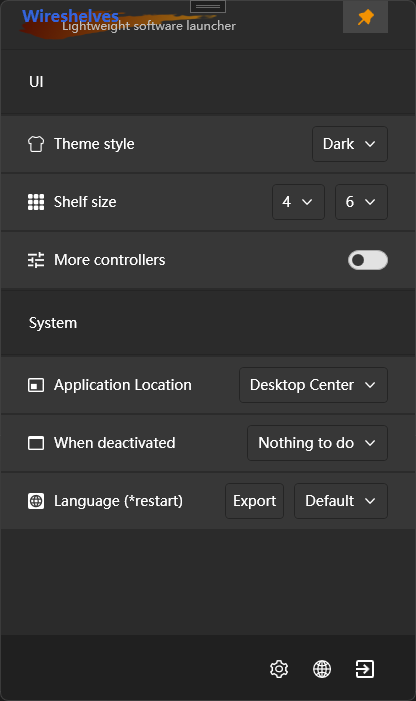 Wireshelves
Lightweight software launcher
UI
Theme style Dark
Shelf size 4 6
More controllers
System
Application Location Desktop Center
When deactivated Nothing to do
Language (*restart) Export Default